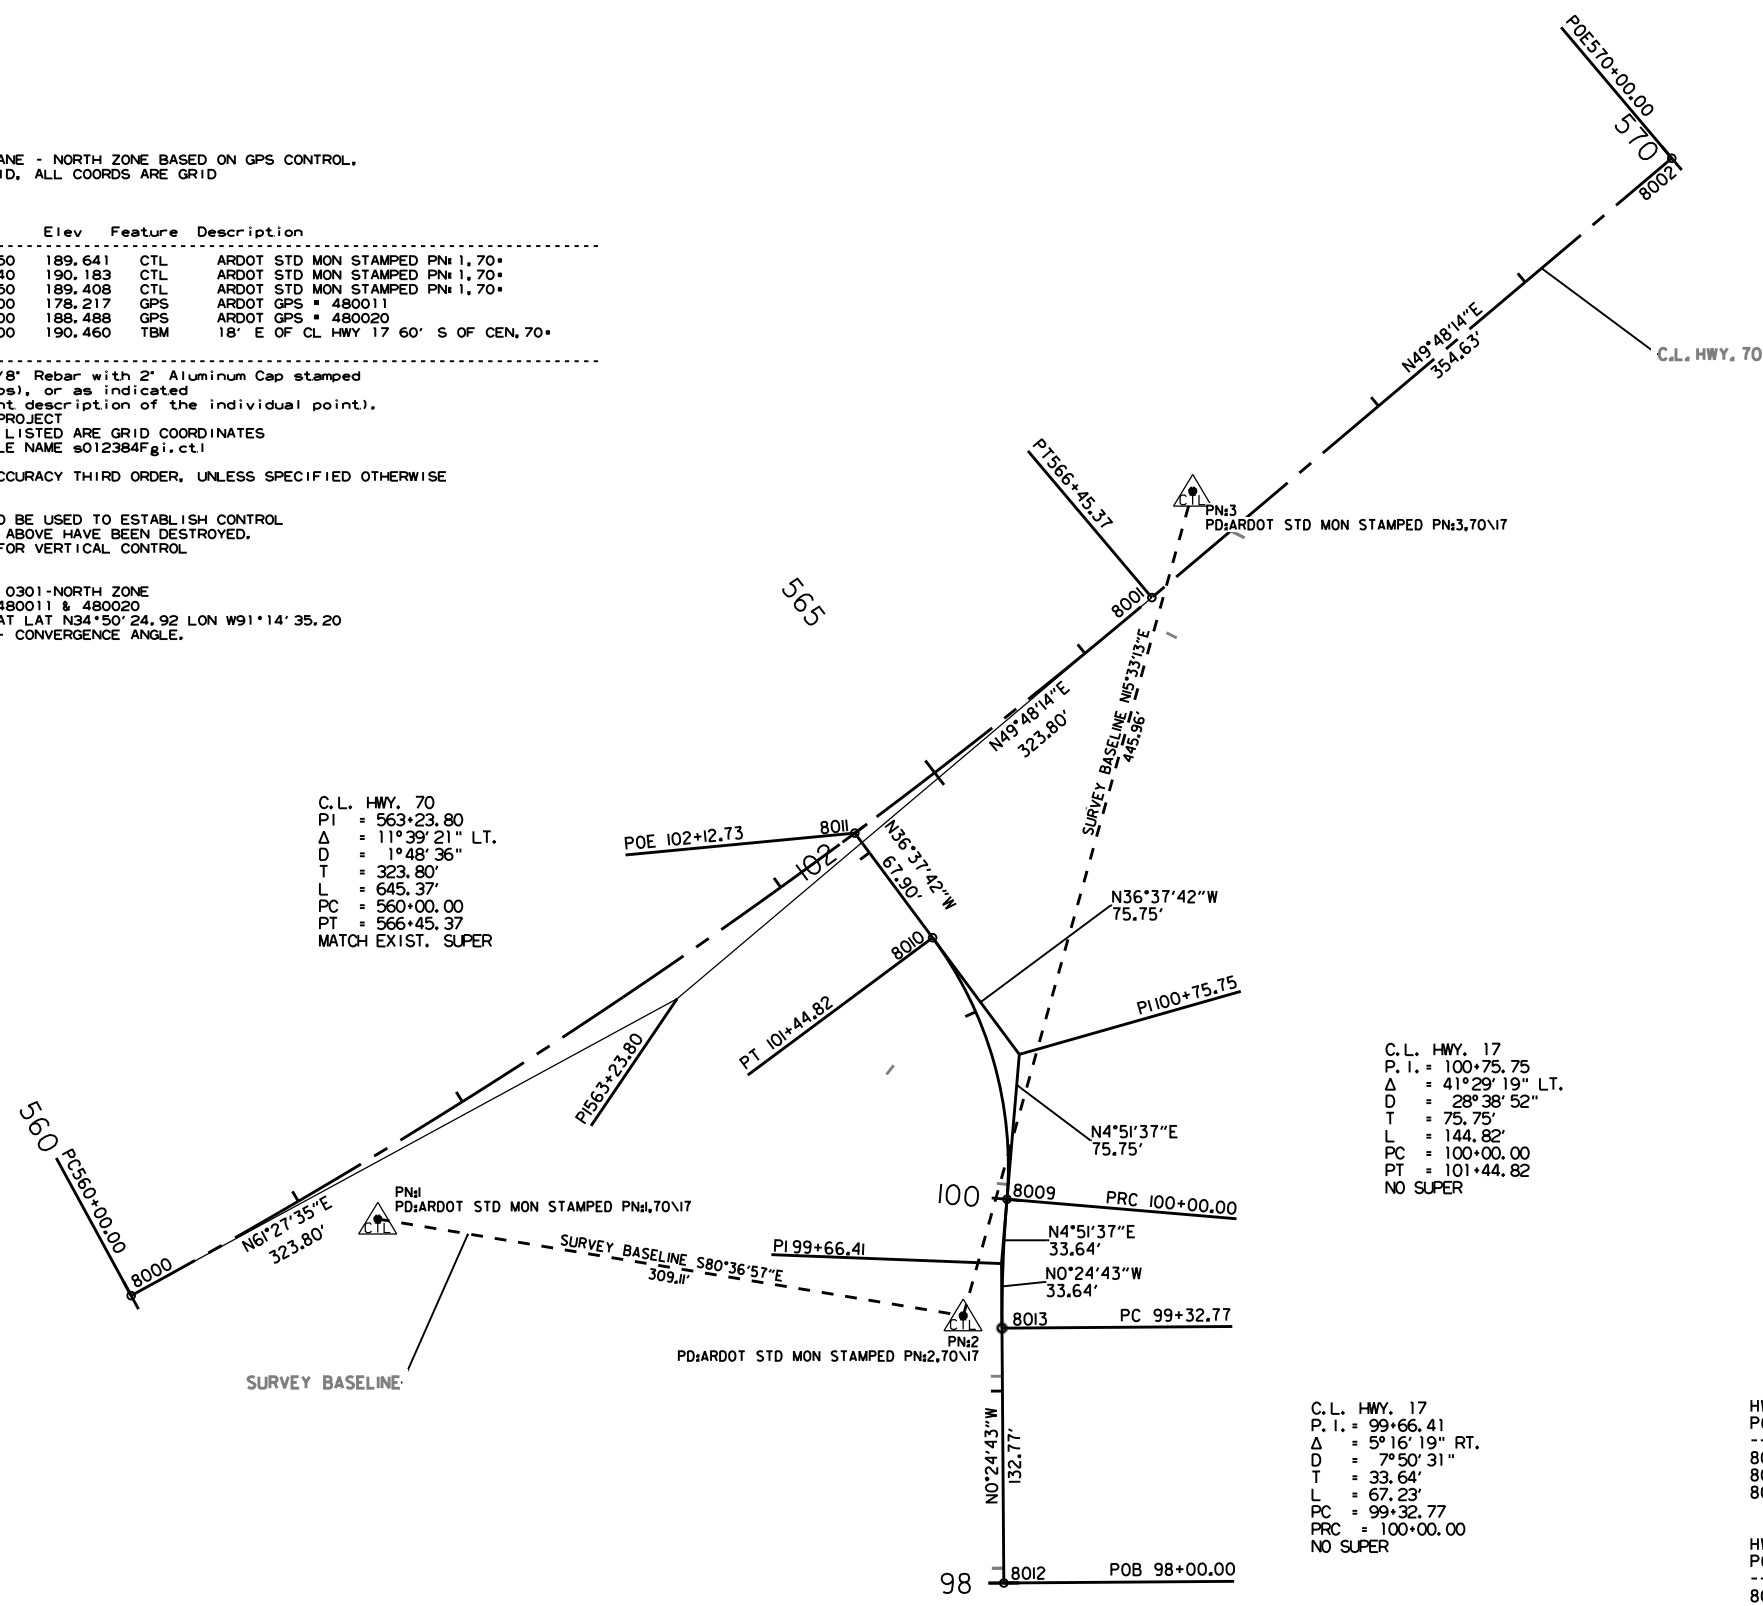 ANE - NORTH ZONE BASED ON GPS CONTROL.
ID. ALL COORDS ARE GRID
Elev Feature Description
50 189.641 CTL ARDOT STD MON STAMPED PN: 1,70
40 190.183 CTL ARDOT STD MON STAMPED PN: 1,70
50 189.408 CTL ARDOT STD MON STAMPED PN: 1,70
00 178.217 GPS ARDOT GPS 480011
00 188.488 GPS ARDOT GPS 480020
00 190.460 TBM 18' E OF CL HWY 17 60' S OF CEN. 70
/8" Rebar with 2" Aluminum Cap stamped
ps), or as indicated
nt description of the individual point).
PROJECT
LISTED ARE GRID COORDINATES
LE NAME s012384Fgi.ctl
CCURACY THIRD ORDER, UNLESS SPECIFIED OTHERWISE
O BE USED TO ESTABLISH CONTROL
ABOVE HAVE BEEN DESTROYED.
FOR VERTICAL CONTROL
0301-NORTH ZONE
480011 & 480020
AT LAT N34°50'24.92 LON W91°14'35.20
- CONVERGENCE ANGLE.
POE570+00.00
570
8002
N49°48'14"E
354.63'
C.L. HWY. 70
PT566+45.37
CTL
PN:3
PD:ARDOT STD MON STAMPED PN:3,70\17
565
8001
SURVEY BASELINE N15°33'13"E
445.96'
N49°48'14"E
323.80'
C.L. HWY. 70
PI = 563+23.80
Δ = 11°39'21" LT.
D = 1°48'36"
T = 323.80'
L = 645.37'
PC = 560+00.00
PT = 566+45.37
MATCH EXIST. SUPER
POE 102+12.73
8011
102
N36°37'42"W
67.90'
N36°37'42"W
75.75'
8010
PT 101+44.82
PI 100+75.75
PI563+23.80
C.L. HWY. 17
P.I. = 100+75.75
Δ = 41°29'19" LT.
D = 28°38'52"
T = 75.75'
L = 144.82'
PC = 100+00.00
PT = 101+44.82
NO SUPER
N4°51'37"E
75.75'
560
PC560+00.00
8000
N61°27'35"E
323.80'
PN:1
PD:ARDOT STD MON STAMPED PN:1,70\17
CTL
SURVEY BASELINE S80°36'57"E
309.11'
100
8009
PRC 100+00.00
N4°51'37"E
33.64'
PI 99+66.41
N0°24'43"W
33.64'
8013
PC 99+32.77
CTL
PN:2
PD:ARDOT STD MON STAMPED PN:2,70\17
SURVEY BASELINE
N0°24'43"W
132.77'
C.L. HWY. 17
P.I. = 99+66.41
Δ = 5°16'19" RT.
D = 7°50'31"
T = 33.64'
L = 67.23'
PC = 99+32.77
PRC = 100+00.00
NO SUPER
98
8012
POB 98+00.00